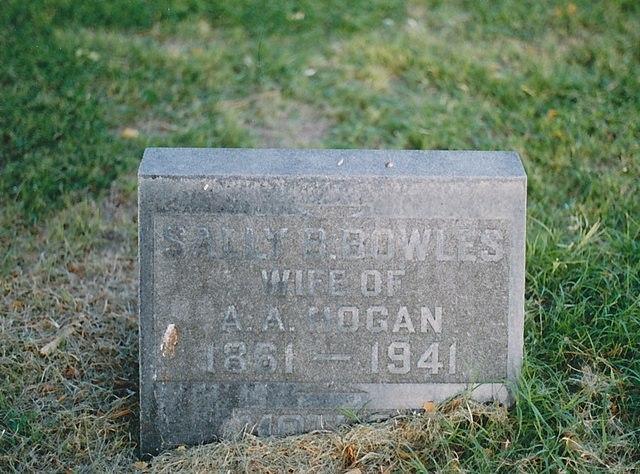 SALLY B. BOWLES
WIFE OF
A. A. HOGAN
1861 — 1941